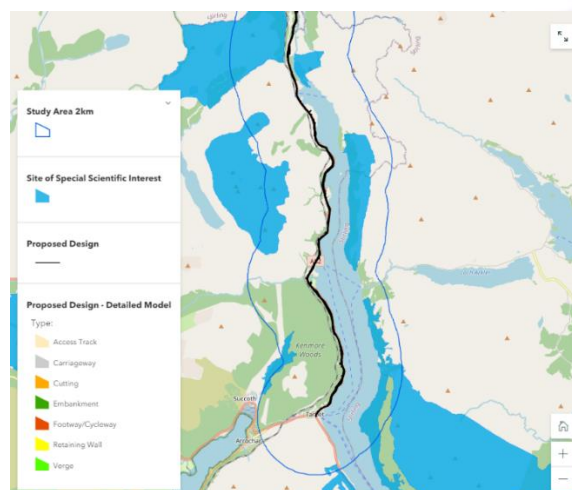 Study Area 2km
Site of Special Scientific Interest
Proposed Design
Proposed Design - Detailed Model
Type:
Access Track
Carriageway
Cutting
Embankment
Footway/Cycleway
Retaining Wall
Verge
Spring
Kenmore
Woods
Succoth
Arrochar
Tarbet